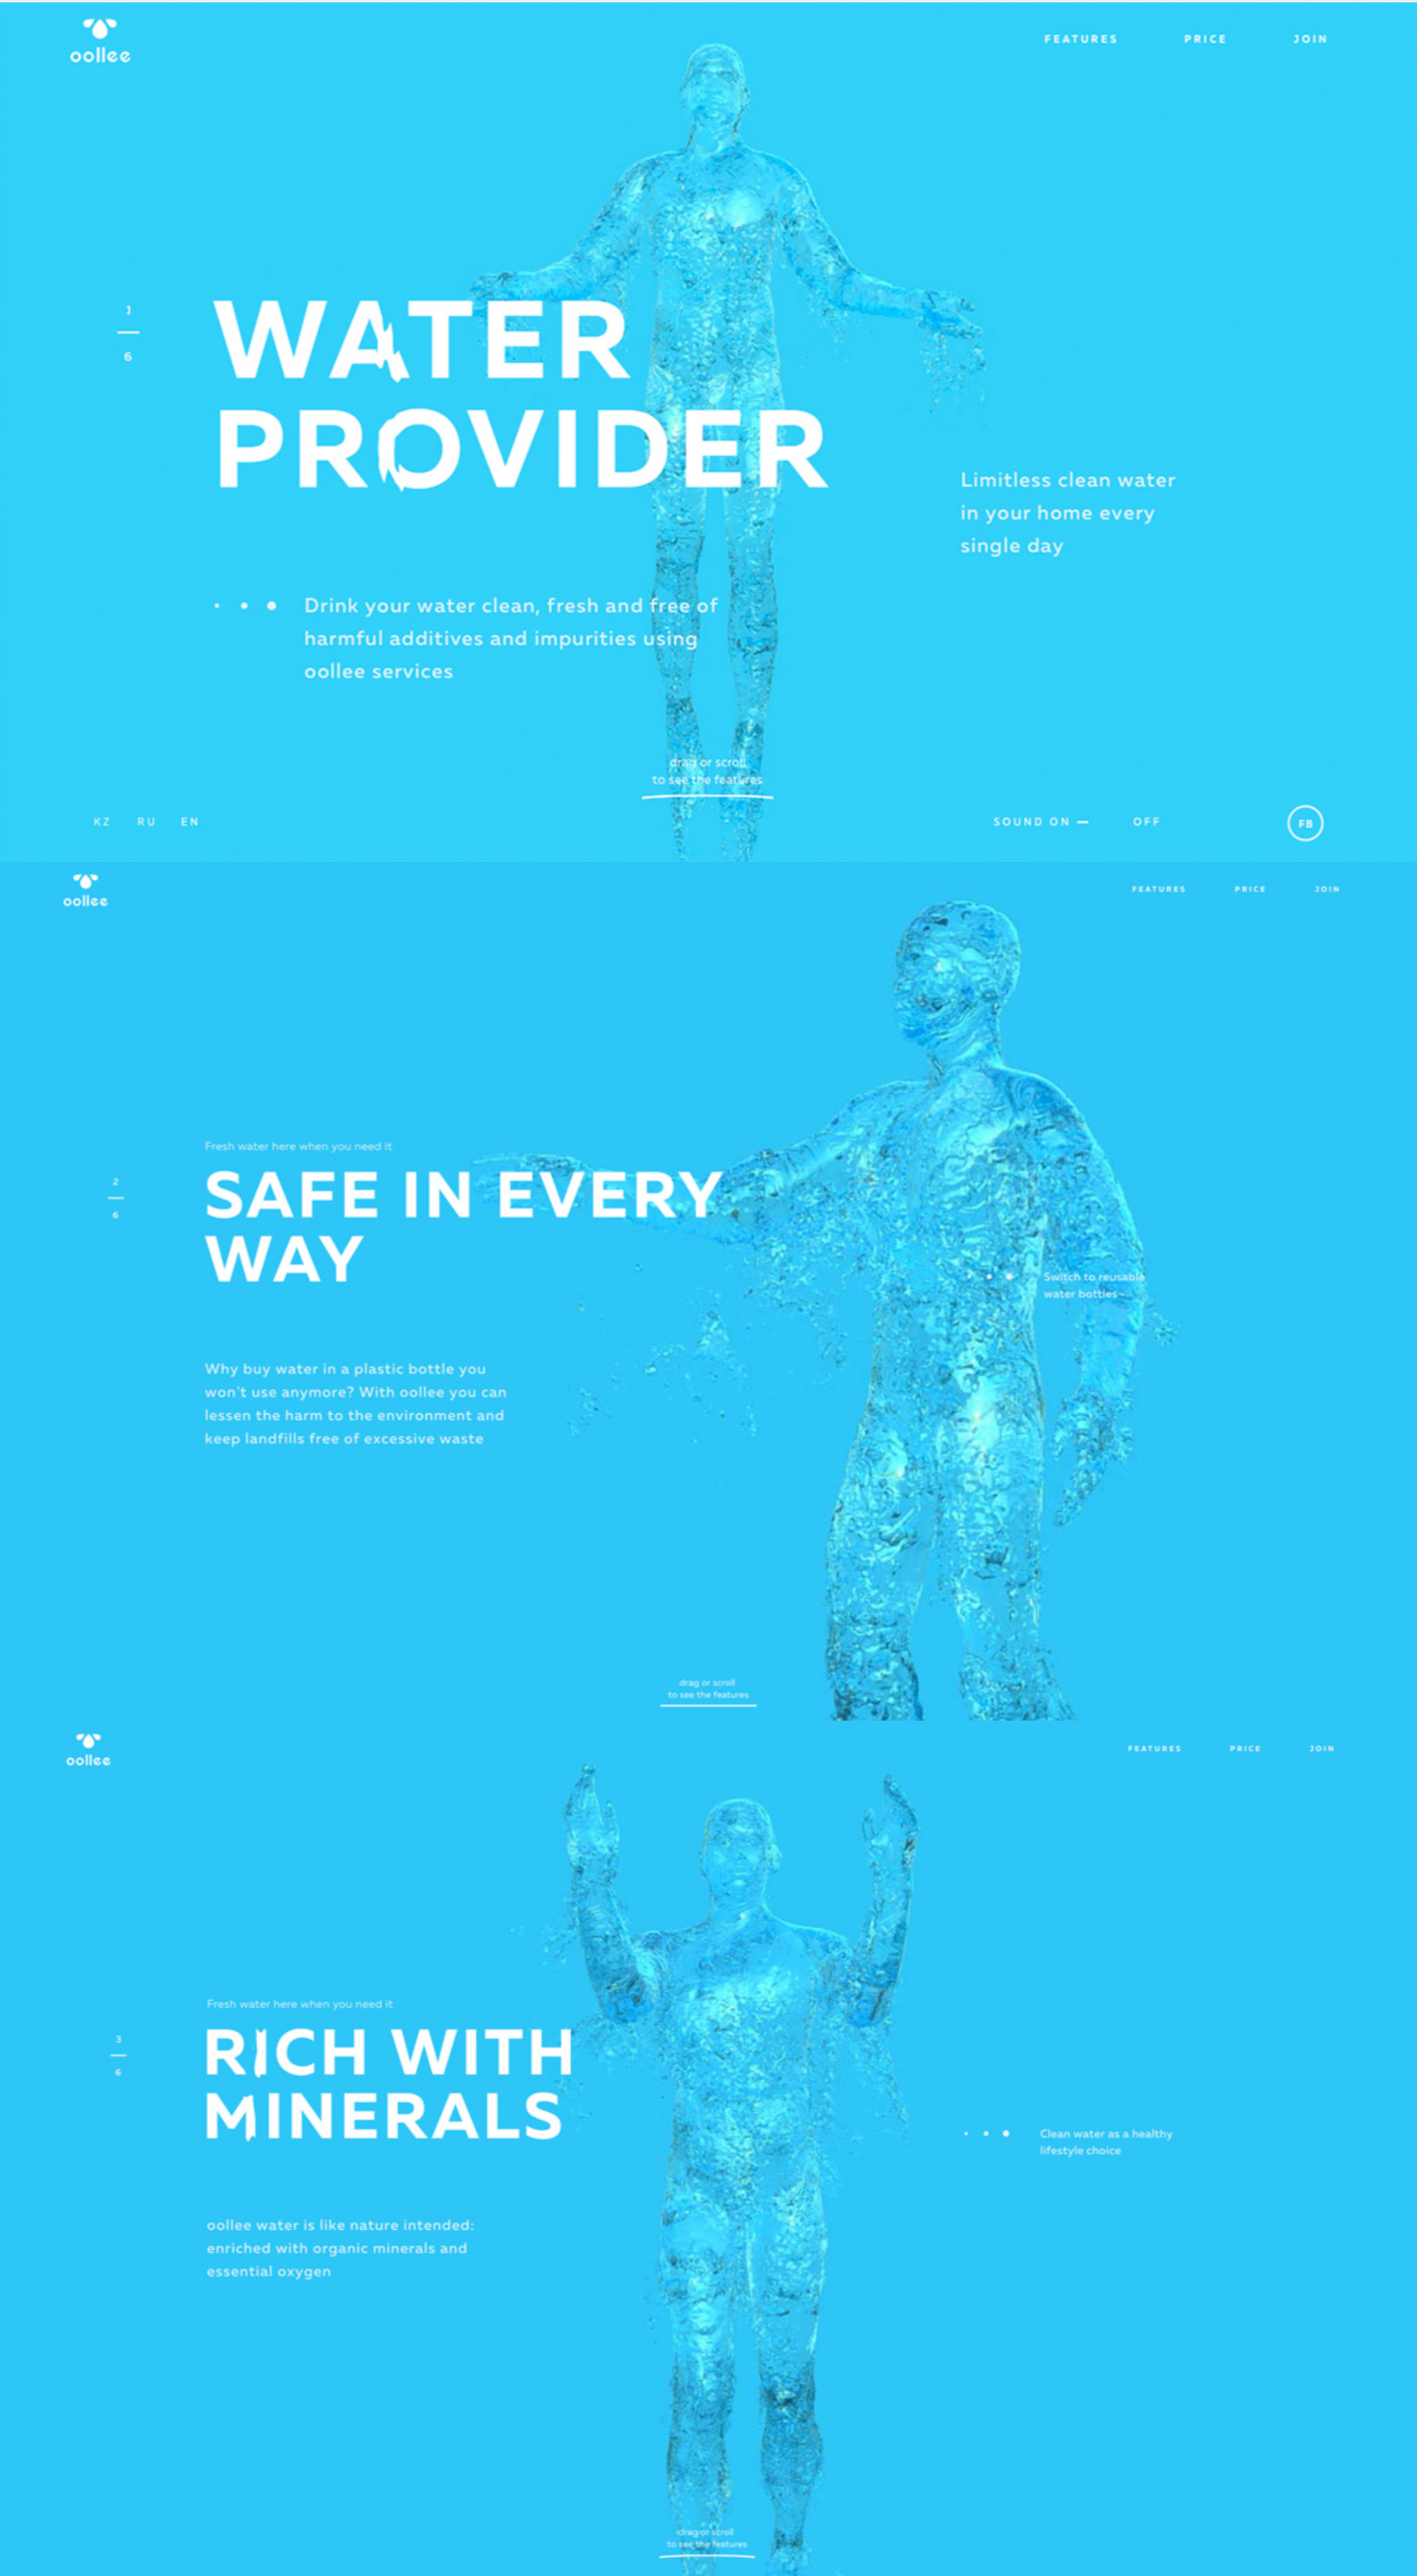 oollee
FEATURES PRICE JOIN
1
6
WATER
PROVIDER
Limitless clean water
in your home every
single day
Drink your water clean, fresh and free of
harmful additives and impurities using
oollee services
drag or scroll
to see the features
KZ RU EN
SOUND ON OFF
FB
oollee
FEATURES PRICE JOIN
Fresh water here when you need it
2
6
SAFE IN EVERY
WAY
Switch to reusable
water bottles
Why buy water in a plastic bottle you
won't use anymore? With oollee you can
lessen the harm to the environment and
keep landfills free of excessive waste
drag or scroll
to see the features
oollee
FEATURES PRICE JOIN
Fresh water here when you need it
3
6
RICH WITH
MINERALS
Clean water as a healthy
lifestyle choice
oollee water is like nature intended:
enriched with organic minerals and
essential oxygen
drag or scroll
to see the features